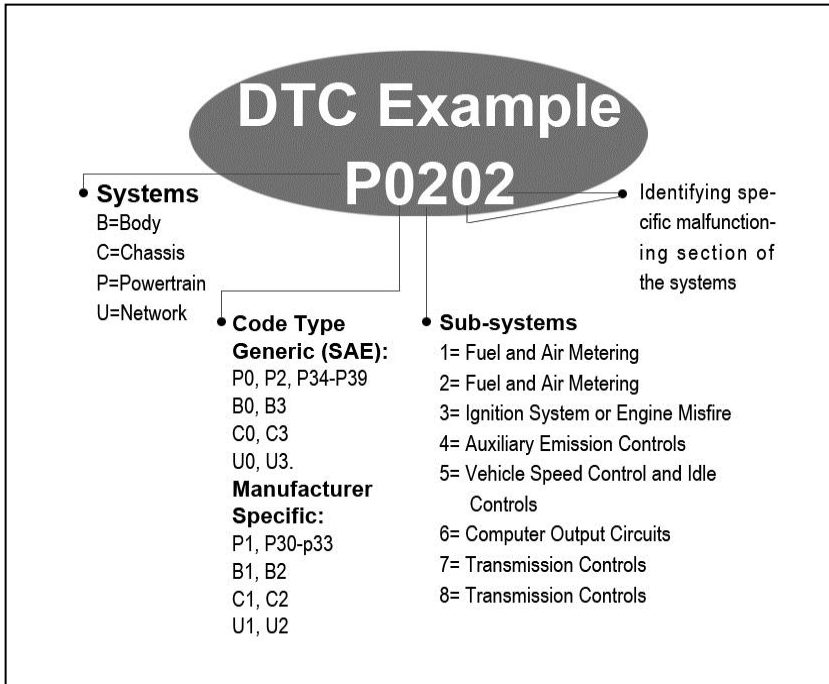 DTC Example
P0202
Systems
B=Body
C=Chassis
P=Powertrain
U=Network
Identifying spe-
cific malfunction-
ing section of
the systems
Code Type
Generic (SAE):
P0, P2, P34-P39
B0, B3
C0, C3
U0, U3.
Manufacturer
Specific:
P1, P30-p33
B1, B2
C1, C2
U1, U2
Sub-systems
1= Fuel and Air Metering
2= Fuel and Air Metering
3= Ignition System or Engine Misfire
4= Auxiliary Emission Controls
5= Vehicle Speed Control and Idle
Controls
6= Computer Output Circuits
7= Transmission Controls
8= Transmission Controls